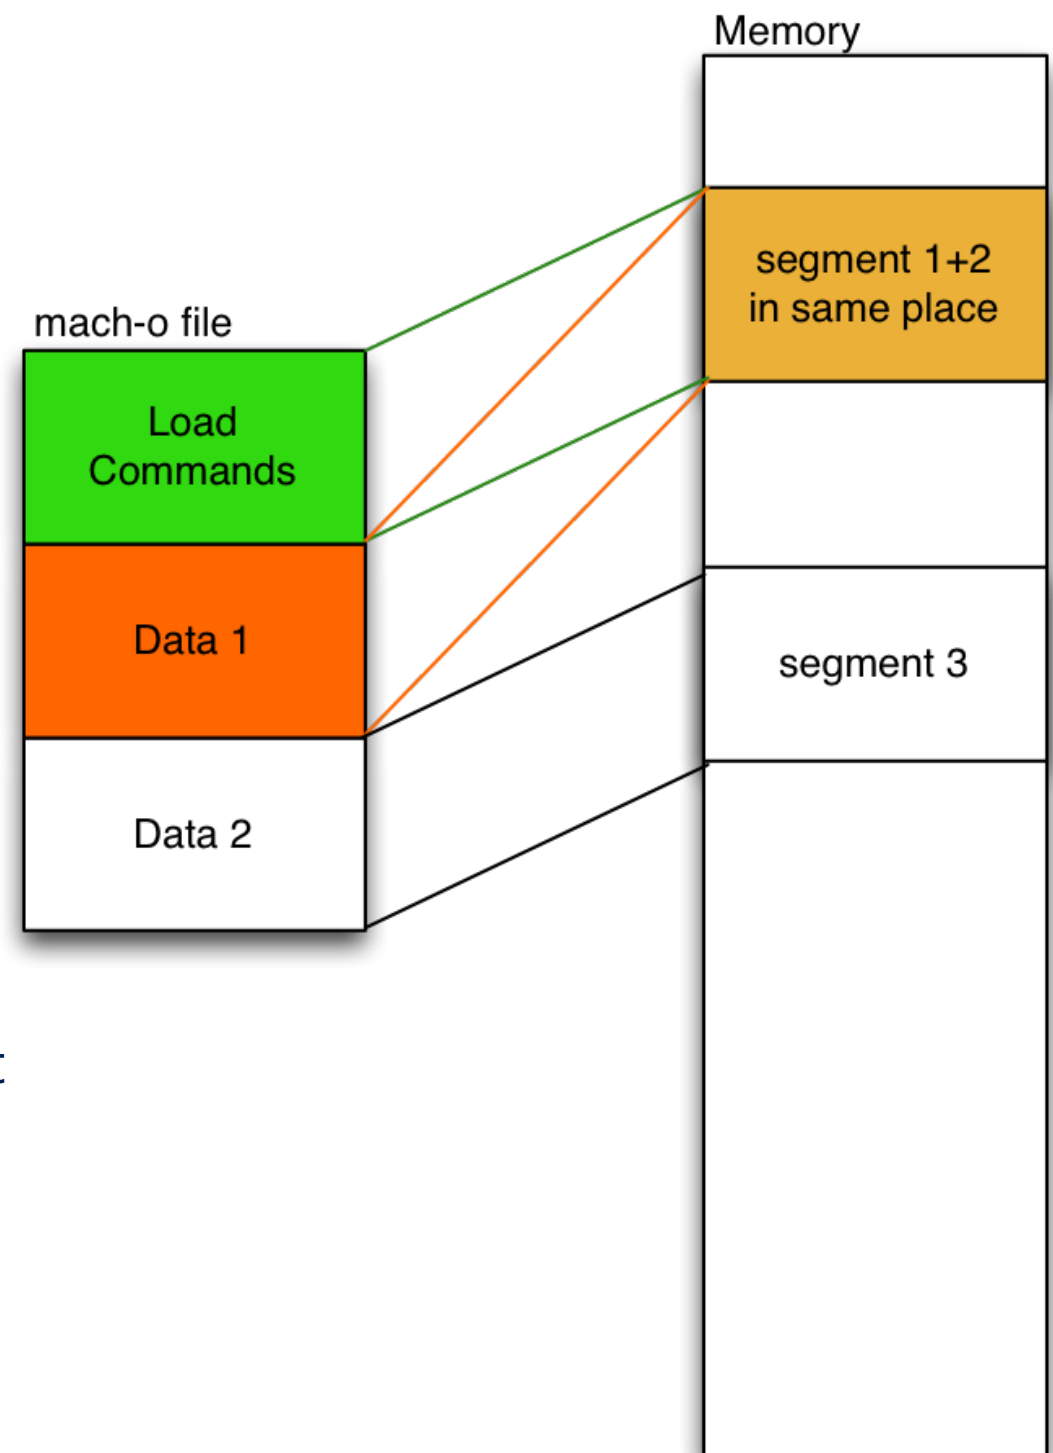 Memory
segment 1+2
in same place
mach-o file
Load
Commands
Data 1
segment 3
Data 2
t